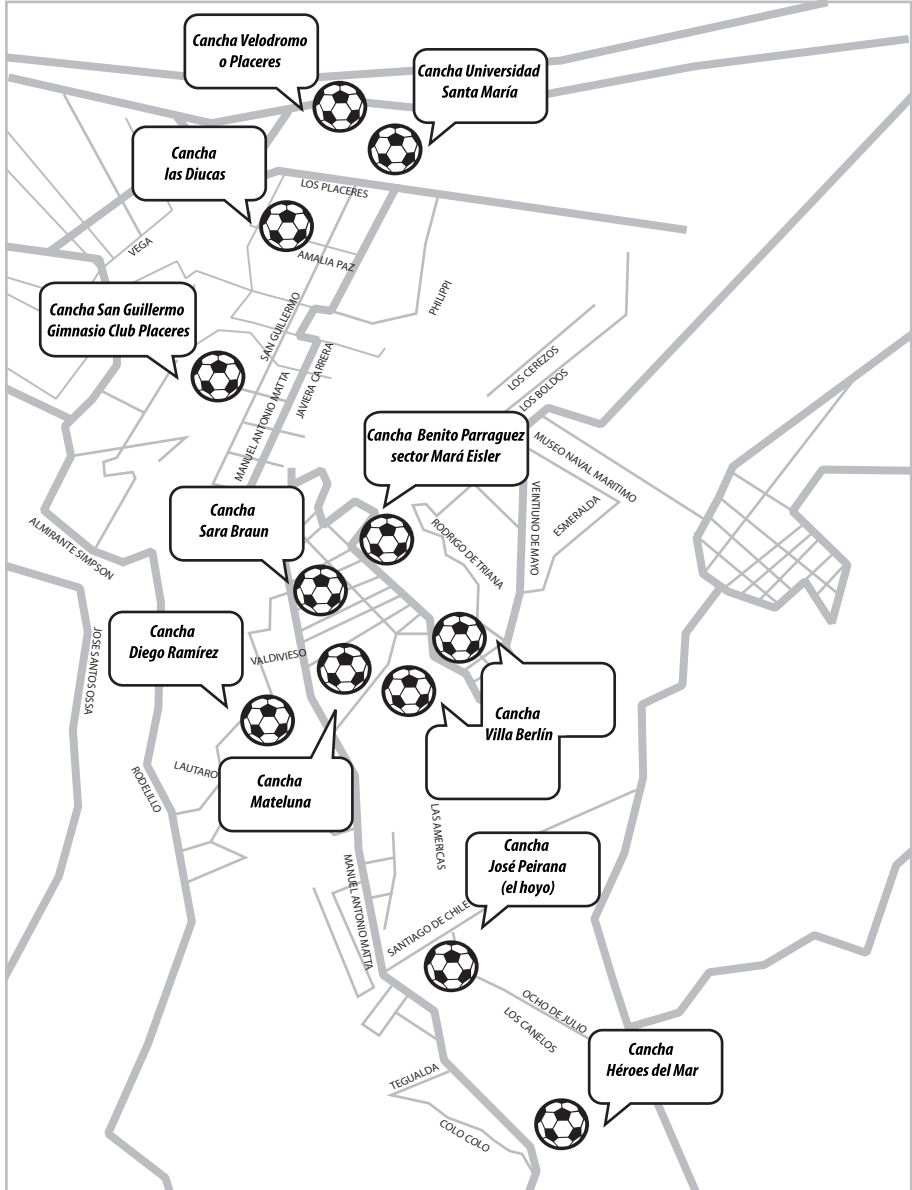 Cancha Velodromo
o Placeres
Cancha Universidad
Santa María
Cancha
las Diucas
LOS PLACERES
VEGA
AMALIA PAZ
PHILIPPI
Cancha San Guillermo
Gimnasio Club Placeres
SAN GUILLERMO
JAVIERA CARRERA
MANUEL ANTONIO MATTA
LOS CEREZOS
LOS BOLDOS
Cancha Benito Parraguez
sector Mará Eisler
MUSEO NAVAL MARITIMO
VEINTIUNO DE MAYO
ESMERALDA
Cancha
Sara Braun
RODRIGO DE TRIANA
ALMIRANTE SIMPSON
Cancha
Diego Ramírez
JOSE SANTOS OSSA
VALDIVIESO
Cancha
Villa Berlín
LAUTARO
RODELILLO
Cancha
Mateluna
LAS AMERICAS
Cancha
José Peirana
(el hoyo)
MANUEL ANTONIO MATTA
SANTIAGO DE CHILE
OCHO DE JULIO
LOS CANELOS
Cancha
Héroes del Mar
TEGUALDA
COLO COLO